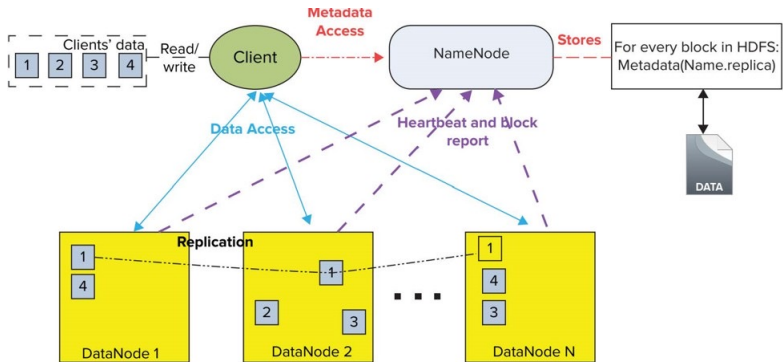 Clients' data
1 2 3 4
Read/
write
Client
Metadata
Access
NameNode
Stores
For every block in HDFS:
Metadata(Name.replica)
DATA
Data Access
Heartbeat and block
report
Replication
1
4
DataNode 1
1
2
3
DataNode 2
1
4
3
DataNode N